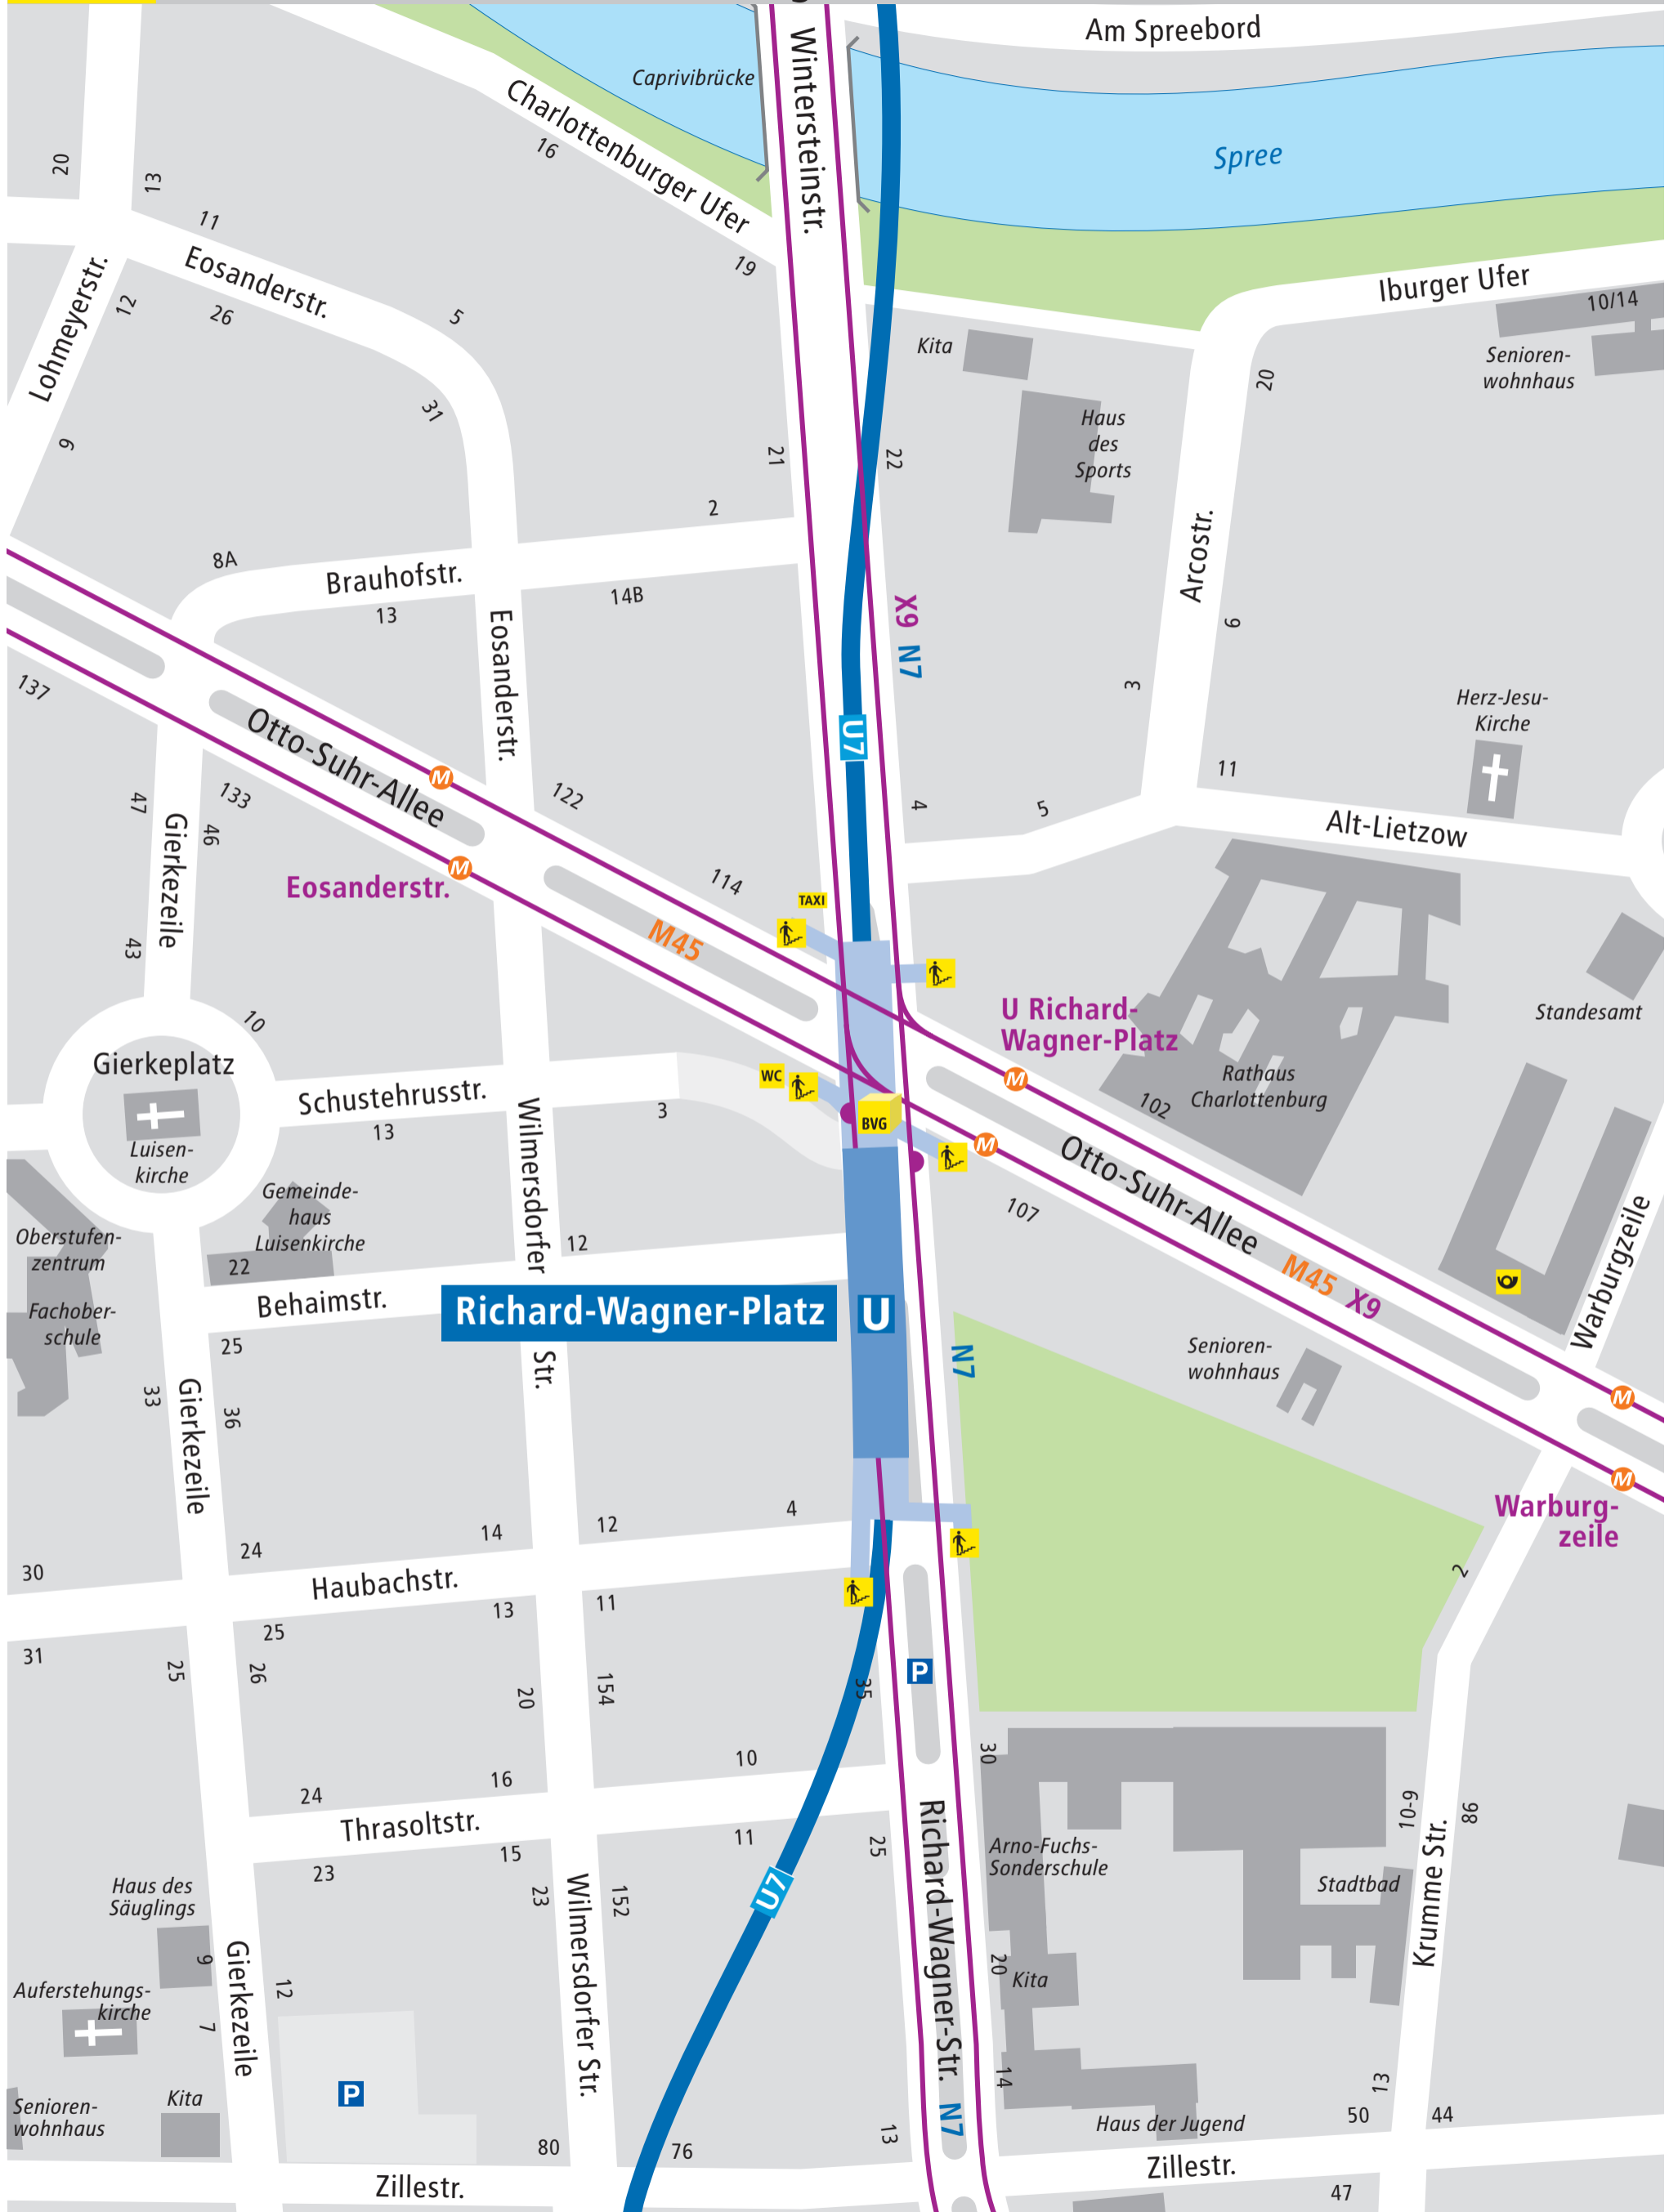 Am Spreebord
Wintersteinstr.
Caprivibrücke
Charlottenburger Ufer
16
Spree
20
13
11
19
Eosanderstr.
Lohmeyerstr.
12
26
5
Iburger Ufer
10/14
Senioren-
wohnhaus
Kita
20
31
Haus
des
Sports
9
21
22
2
Arcostr.
8A
Brauhofstr.
13
14B
X9
N7
6
Eosanderstr.
3
137
Herz-Jesu-
Kirche
Otto-Suhr-Allee
U7
M
11
47
133
122
4
5
Alt-Lietzow
46
Gierkezeile
M
Eosanderstr.
114
TAXI
43
M45
U Richard-
Wagner-Platz
Standesamt
10
Gierkeplatz
WC
M
Rathaus
Charlottenburg
Schustehrusstr.
3
BVG
102
13
M
Luisen-
kirche
Wilmersdorfer
Str.
Otto-Suhr-Allee
Gemeinde-
haus
Luisenkirche
107
Oberstufen-
zentrum
12
22
M45
X9
Warburgzeile
Behaimstr.
Richard-Wagner-Platz
U
Fachober-
schule
25
N7
Senioren-
wohnhaus
33
Gierkezeile
36
M
M
Warburg-
zeile
4
12
14
24
30
Haubachstr.
2
13
11
25
31
25
26
20
154
35
P
10
30
16
24
Thrasoltstr.
10-9
98
11
25
15
23
Richard-Wagner-Str.
Arno-Fuchs-
Sonderschule
Stadtbad
Krumme Str.
Haus des
Säuglings
23
152
Wilmersdorfer Str.
9
Gierkezeile
20
Kita
12
Auferstehungs-
kirche
7
14
13
P
Kita
Senioren-
wohnhaus
N7
Haus der Jugend
50
44
13
80
76
Zillestr.
Zillestr.
47